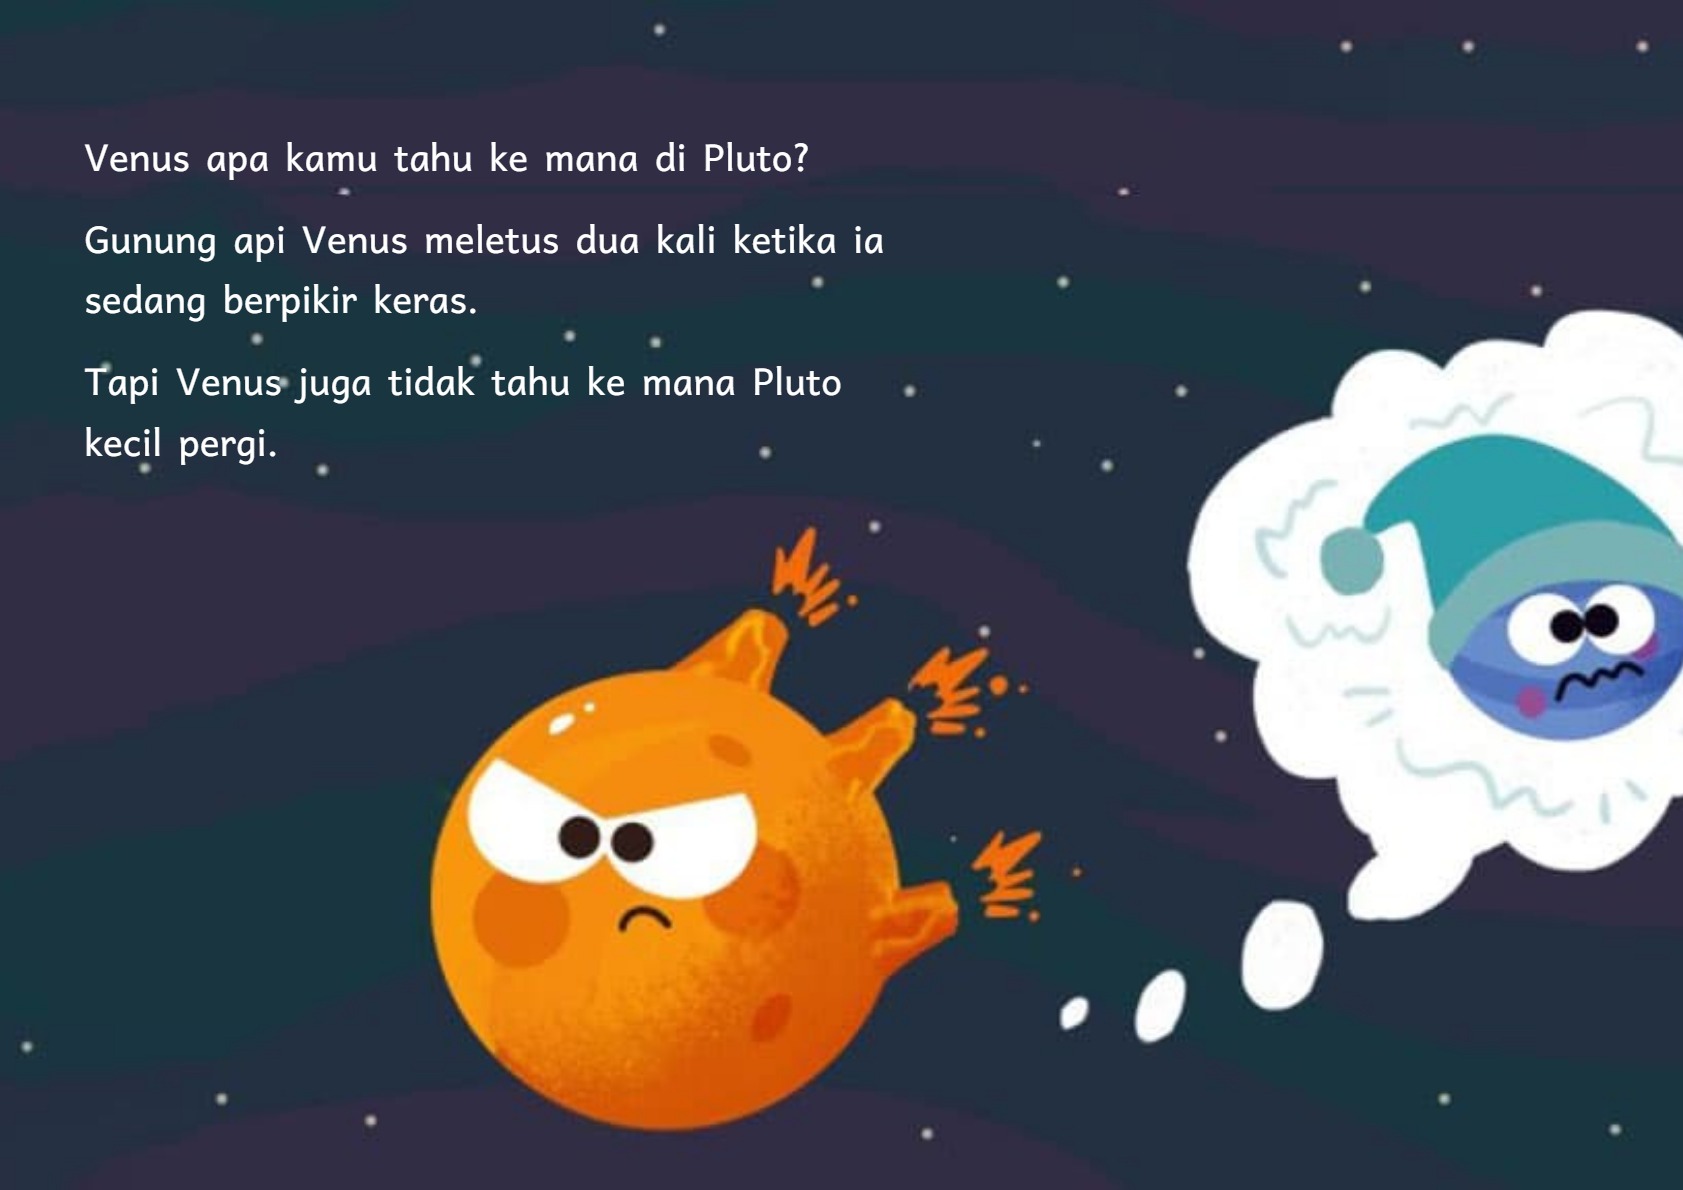 Venus apa kamu tahu ke mana di Pluto?
Gunung api Venus meletus dua kali ketika ia
sedang berpikir keras.
Tapi Venus juga tidak tahu ke mana Pluto
kecil pergi.